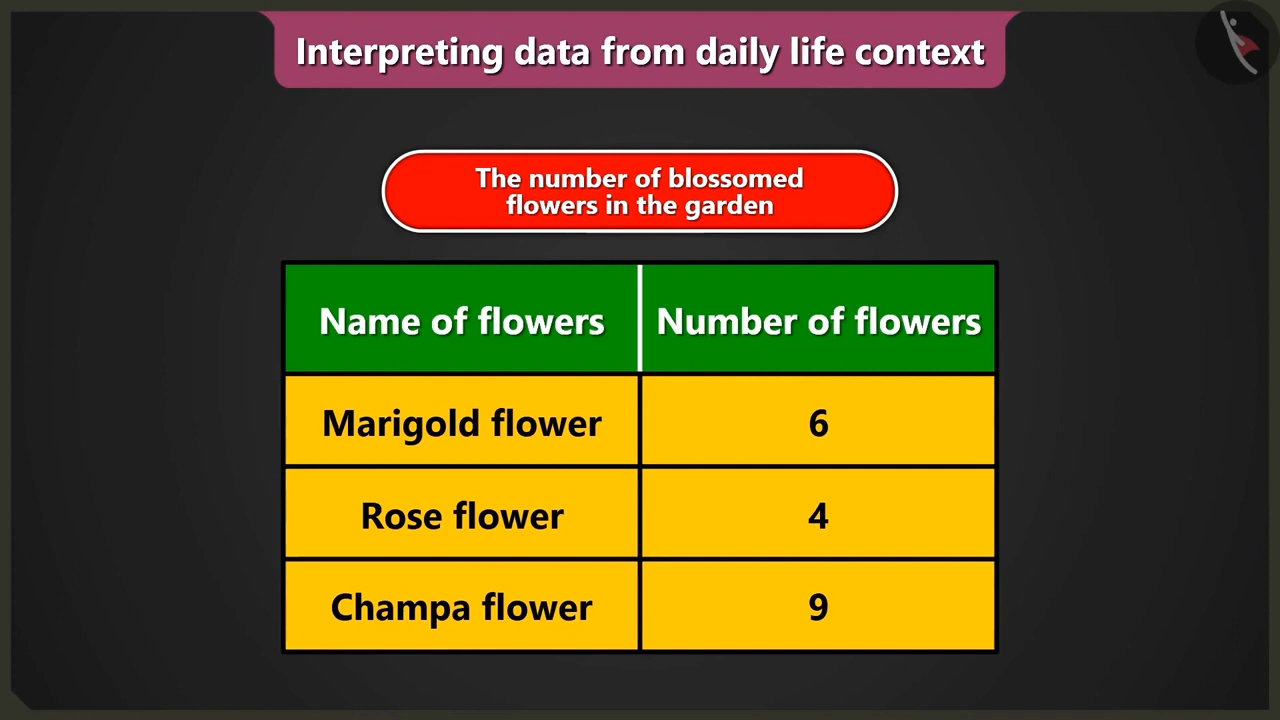 Interpreting data from daily life context
The number of blossomed
flowers in the garden
Name of flowers Number of flowers
Marigold flower 6
Rose flower 4
Champa flower 9